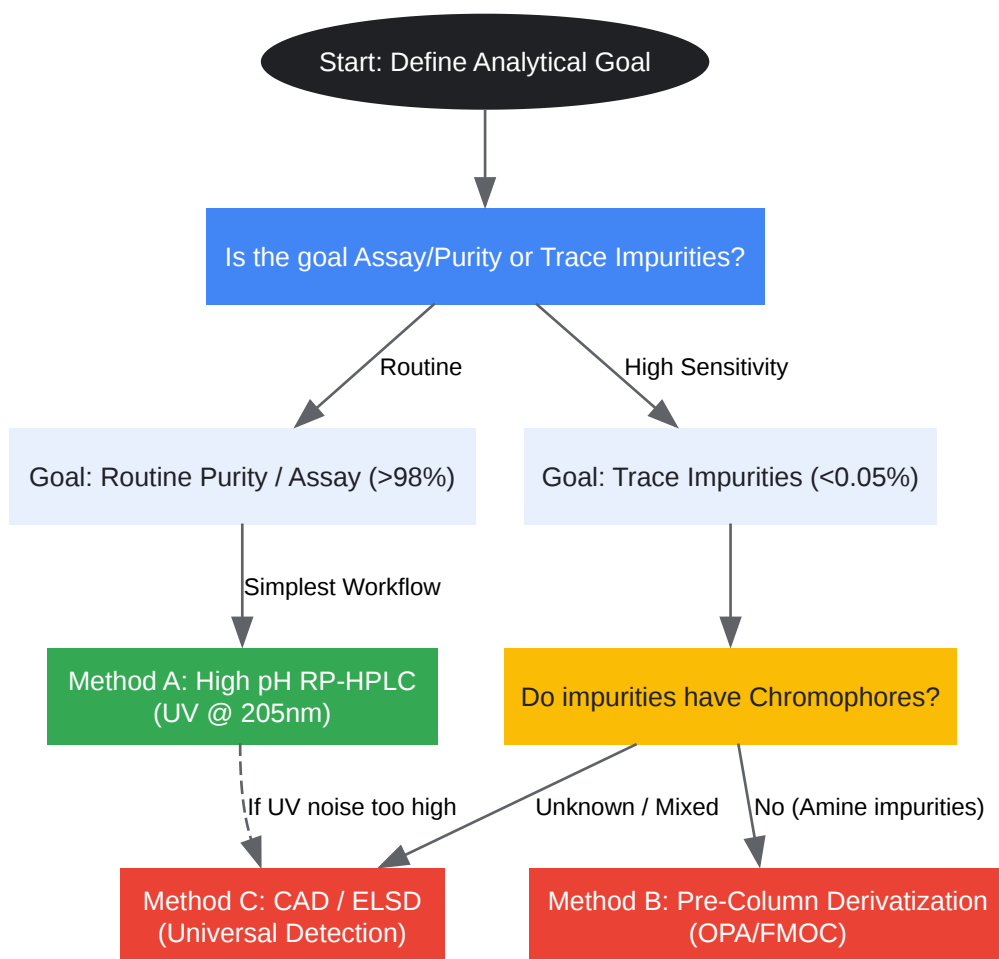 Start: Define Analytical Goal
Is the goal Assay/Purity or Trace Impurities?
Routine
High Sensitivity
Goal: Routine Purity / Assay (>98%)
Goal: Trace Impurities (<0.05%)
Simplest Workflow
Method A: High pH RP-HPLC
(UV @ 205nm)
Do impurities have Chromophores?
If UV noise too high
Unknown / Mixed
No (Amine impurities)
Method C: CAD / ELSD
(Universal Detection)
Method B: Pre-Column Derivatization
(OPA/FMOC)